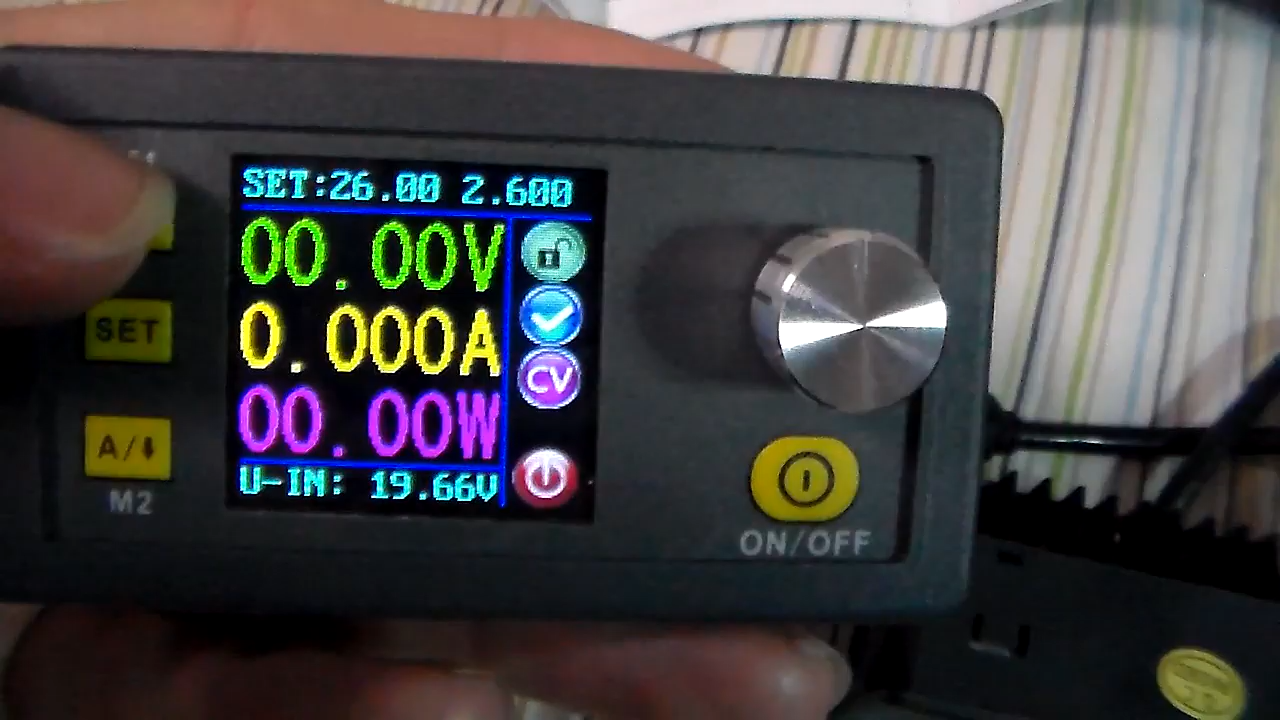 SET:26.00 2.600
00.00V
0.000A
00.00W
U-IN: 19.66V
CV
SET
A/⬇
M2
ON/OFF